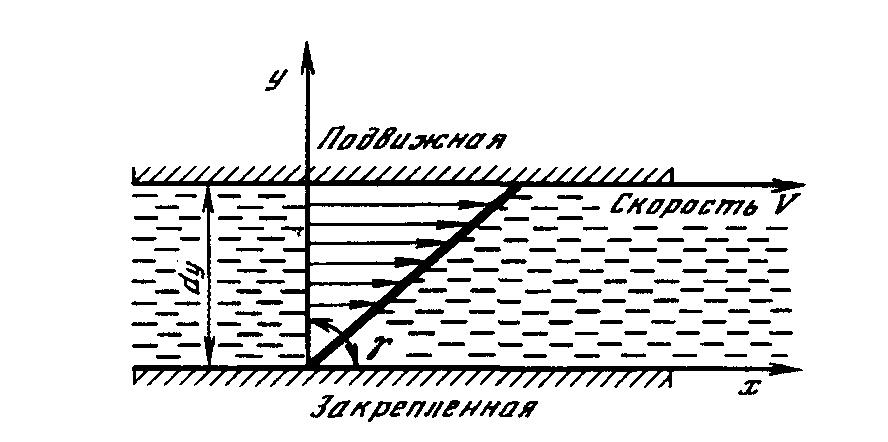 y
Подвижная
Скорость V
dy
γ
x
Закрепленная